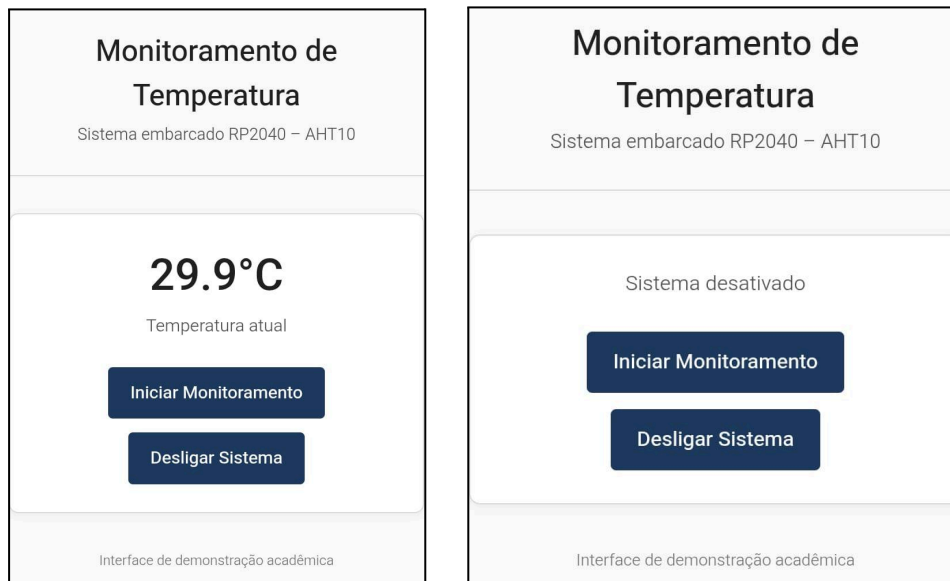 Monitoramento de
Temperatura
Sistema embarcado RP2040 – AHT10
29.9°C
Temperatura atual
Iniciar Monitoramento
Desligar Sistema
Interface de demonstração acadêmica
Monitoramento de
Temperatura
Sistema embarcado RP2040 – AHT10
Sistema desativado
Iniciar Monitoramento
Desligar Sistema
Interface de demonstração acadêmica